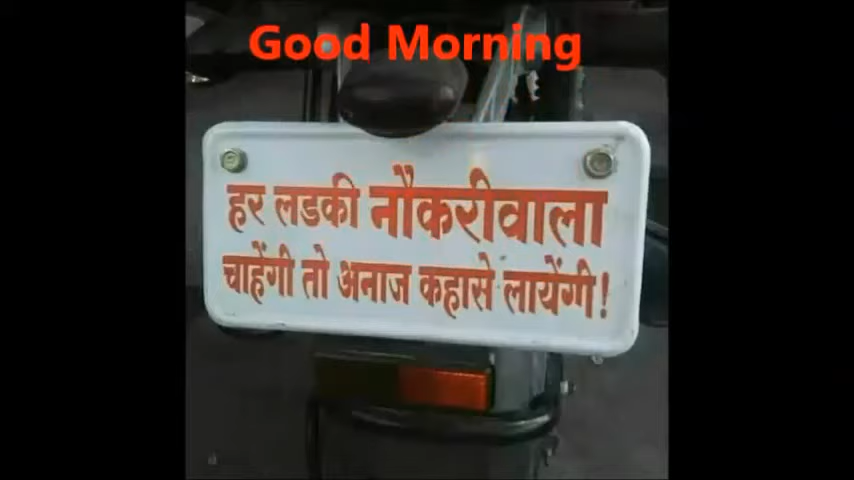 Good Morning
हर लडकी नौकरीवाला
चाहेंगी तो अनाज कहासे लायेंगी!